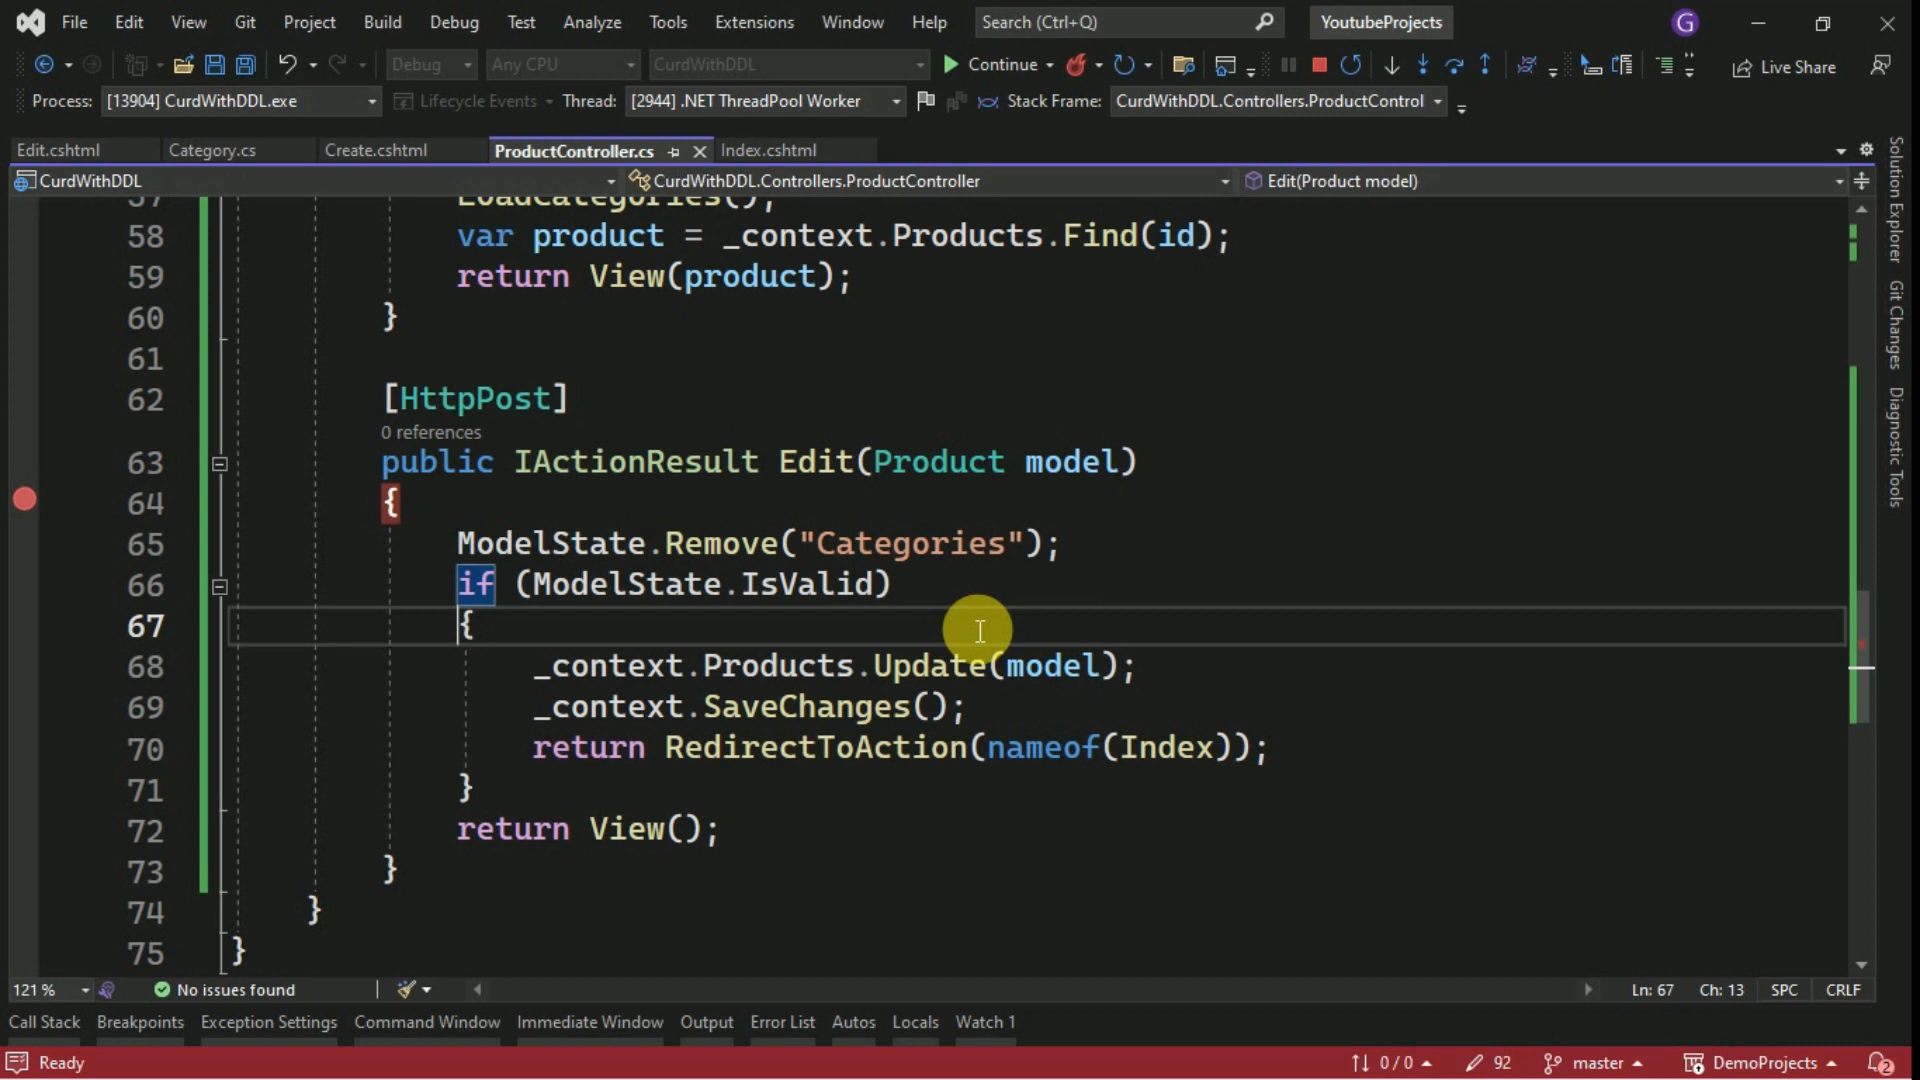 File Edit View Git Project Build Debug Test Analyze Tools Extensions Window Help Search (Ctrl+Q) YoutubeProjects G
Debug Any CPU CurdWithDDL Continue Live Share
Process: [13904] CurdWithDDL.exe Lifecycle Events Thread: [2944] .NET ThreadPool Worker Stack Frame: CurdWithDDL.Controllers.ProductControl
Edit.cshtml Category.cs Create.cshtml ProductController.cs Index.cshtml
CurdWithDDL CurdWithDDL.Controllers.ProductController Edit(Product model)
57 LoadCategories();
58 var product = _context.Products.Find(id);
59 return View(product);
60 }
61
62 [HttpPost]
0 references
63 public IActionResult Edit(Product model)
64 {
65 ModelState.Remove("Categories");
66 if (ModelState.IsValid)
67 {
68 _context.Products.Update(model);
69 _context.SaveChanges();
70 return RedirectToAction(nameof(Index));
71 }
72 return View();
73 }
74 }
75 }
Solution Explorer
Git Changes
Diagnostic Tools
121 % No issues found Ln: 67 Ch: 13 SPC CRLF
Call Stack Breakpoints Exception Settings Command Window Immediate Window Output Error List Autos Locals Watch 1
Ready 0 / 0 92 master DemoProjects 2